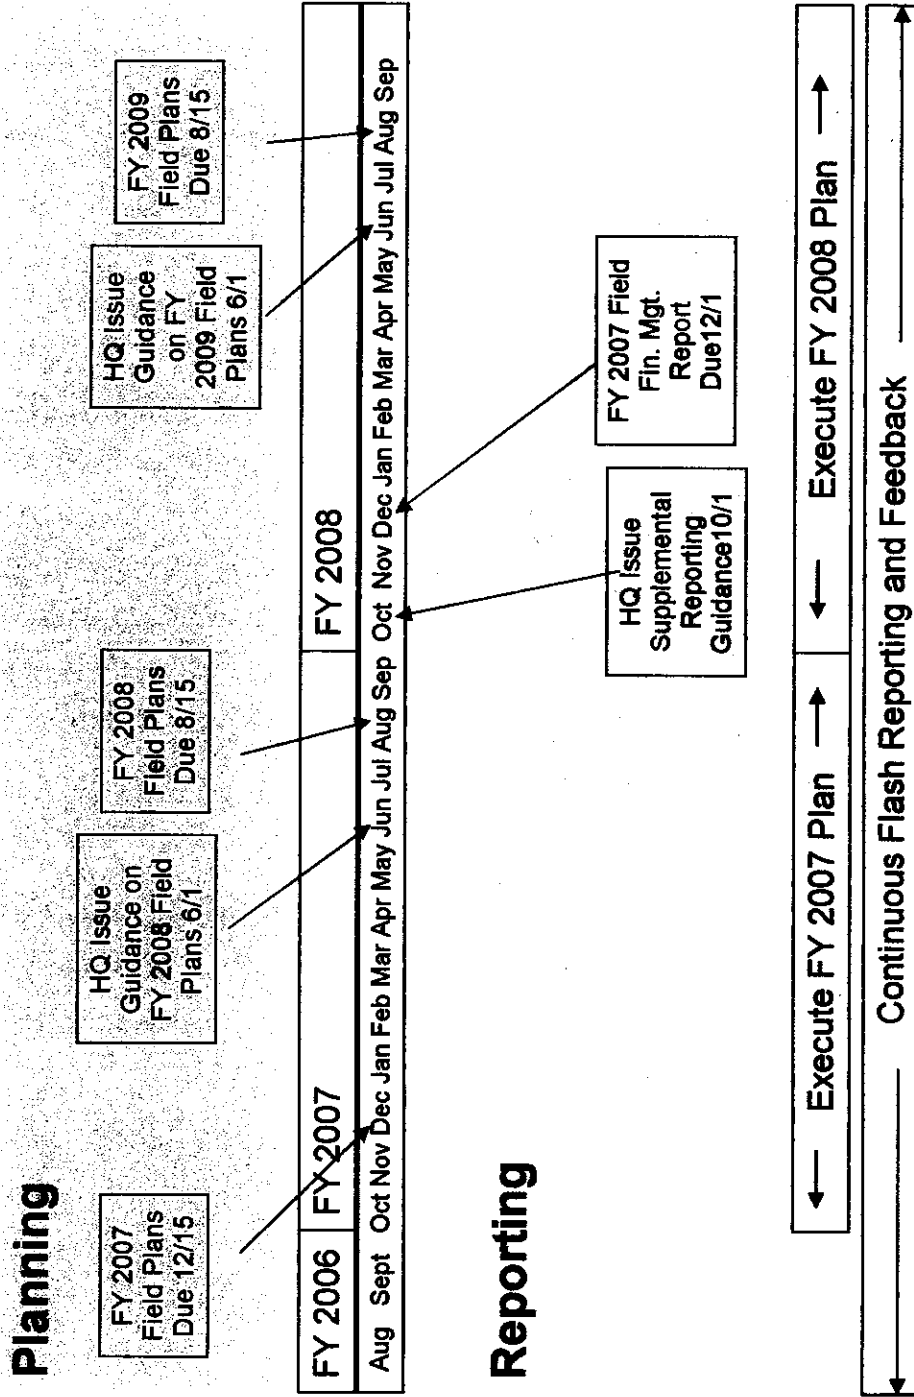 Planning
FY 2007
Field Plans
Due 12/15
HQ Issue
Guidance on
FY 2008 Field
Plans 6/1
FY 2008
Field Plans
Due 8/15
HQ Issue
Guidance
on FY
2009 Field
Plans 6/1
FY 2009
Field Plans
Due 8/15
FY 2006 FY 2007 FY 2008
Aug Sept Oct Nov Dec Jan Feb Mar Apr May Jun Jul Aug Sep Oct Nov Dec Jan Feb Mar Apr May Jun Jul Aug Sep
Reporting
HQ Issue
Supplemental
Reporting
Guidance10/1
FY 2007 Field
Fin. Mgt.
Report
Due12/1
Execute FY 2007 Plan Execute FY 2008 Plan
Continuous Flash Reporting and Feedback